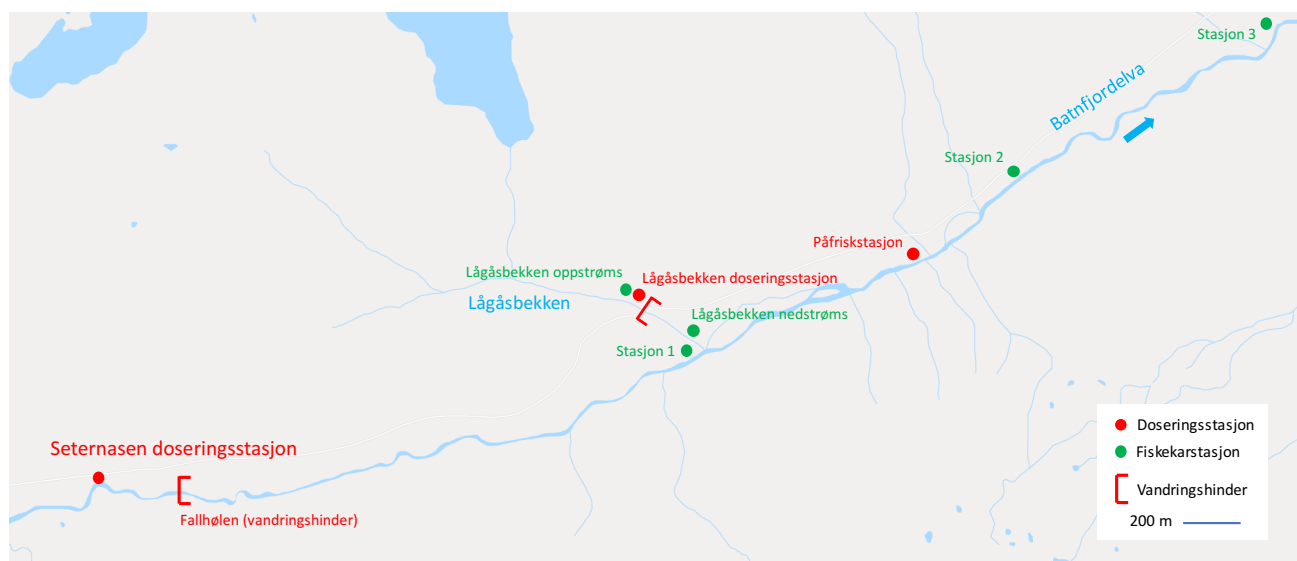 Stasjon 3
Batnfjordelva
Stasjon 2
Påfriskstasjon
Lågåsbekken oppstrøms
Lågåsbekken doseringsstasjon
Lågåsbekken
Lågåsbekken nedstrøms
Stasjon 1
Seternasen doseringsstasjon
Fallhølen (vandringshinder)
Doseringsstasjon
Fiskekarstasjon
Vandringshinder
200 m